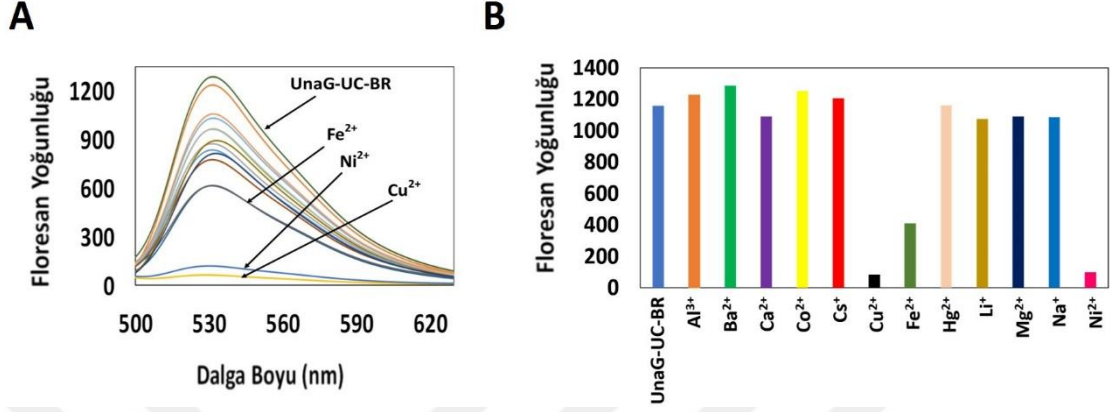 A
Floresan Yoğunluğu
1200
900
600
300
0
UnaG-UC-BR
Fe²⁺
Ni²⁺
Cu²⁺
500 530 560 590 620
Dalga Boyu (nm)
B
Floresan Yoğunluğu
1400
1200
1000
800
600
400
200
0
UnaG-UC-BR
Al³⁺
Ba²⁺
Ca²⁺
Co²⁺
Cs⁺
Cu²⁺
Fe²⁺
Hg²⁺
Li⁺
Mg²⁺
Na⁺
Ni²⁺